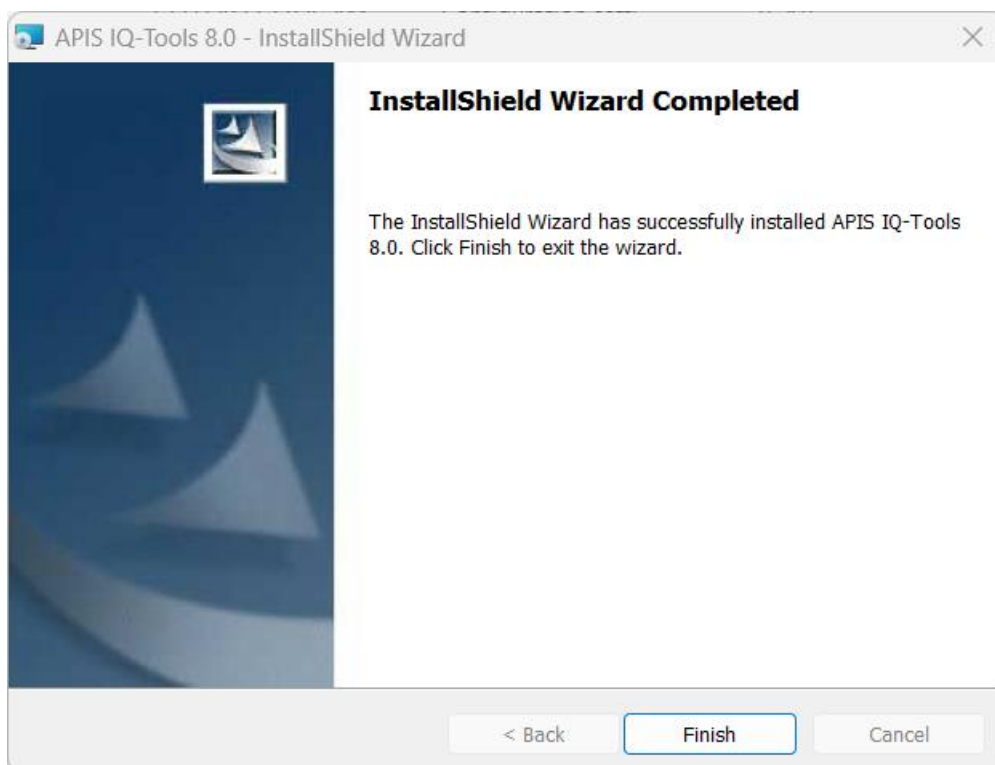 APIS IQ-Tools 8.0 - InstallShield Wizard
InstallShield Wizard Completed
The InstallShield Wizard has successfully installed APIS IQ-Tools
8.0. Click Finish to exit the wizard.
< Back
Finish
Cancel